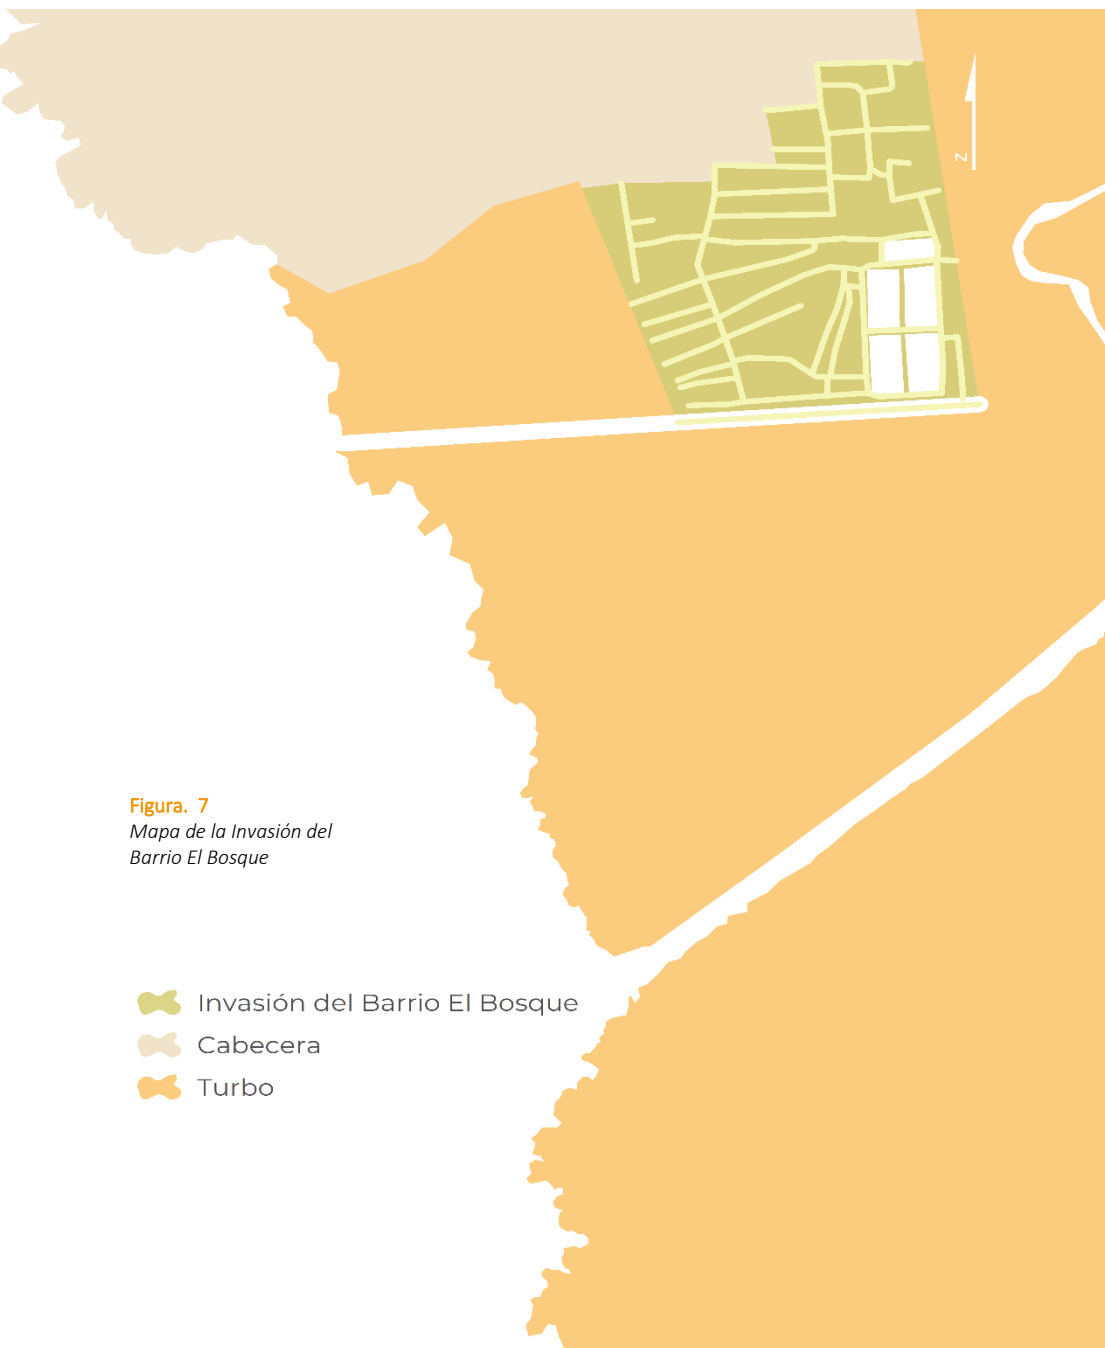 N
Figura. 7
Mapa de la Invasión del
Barrio El Bosque
Invasión del Barrio El Bosque
Cabecera
Turbo